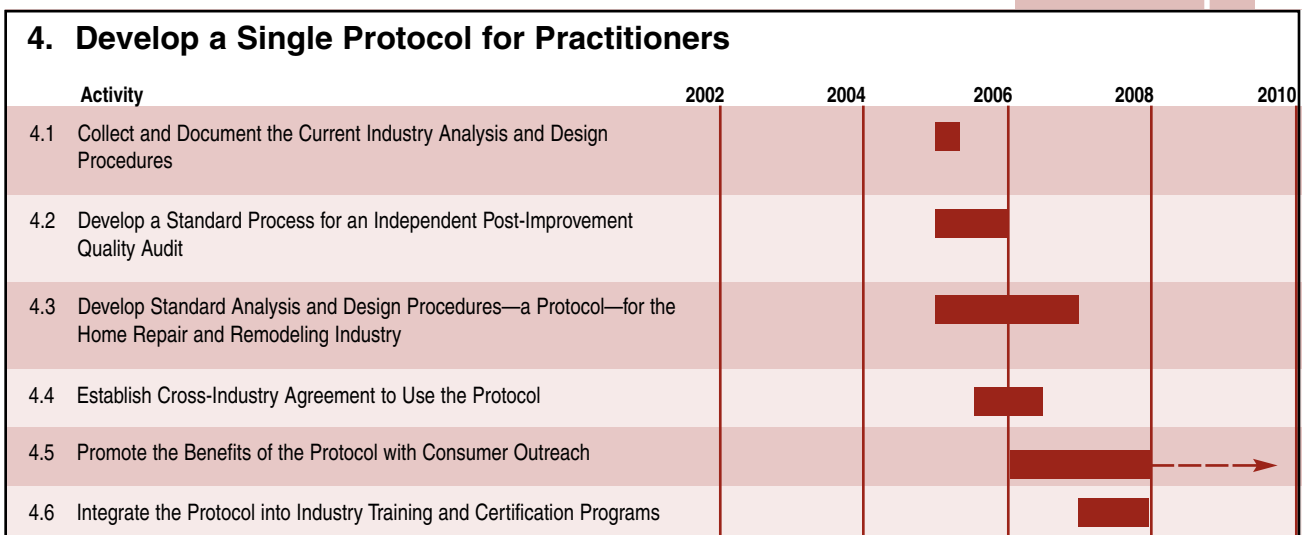 4. Develop a Single Protocol for Practitioners
Activity 2002 2004 2006 2008 2010
4.1 Collect and Document the Current Industry Analysis and Design
Procedures
4.2 Develop a Standard Process for an Independent Post-Improvement
Quality Audit
4.3 Develop Standard Analysis and Design Procedures—a Protocol—for the
Home Repair and Remodeling Industry
4.4 Establish Cross-Industry Agreement to Use the Protocol
4.5 Promote the Benefits of the Protocol with Consumer Outreach
4.6 Integrate the Protocol into Industry Training and Certification Programs